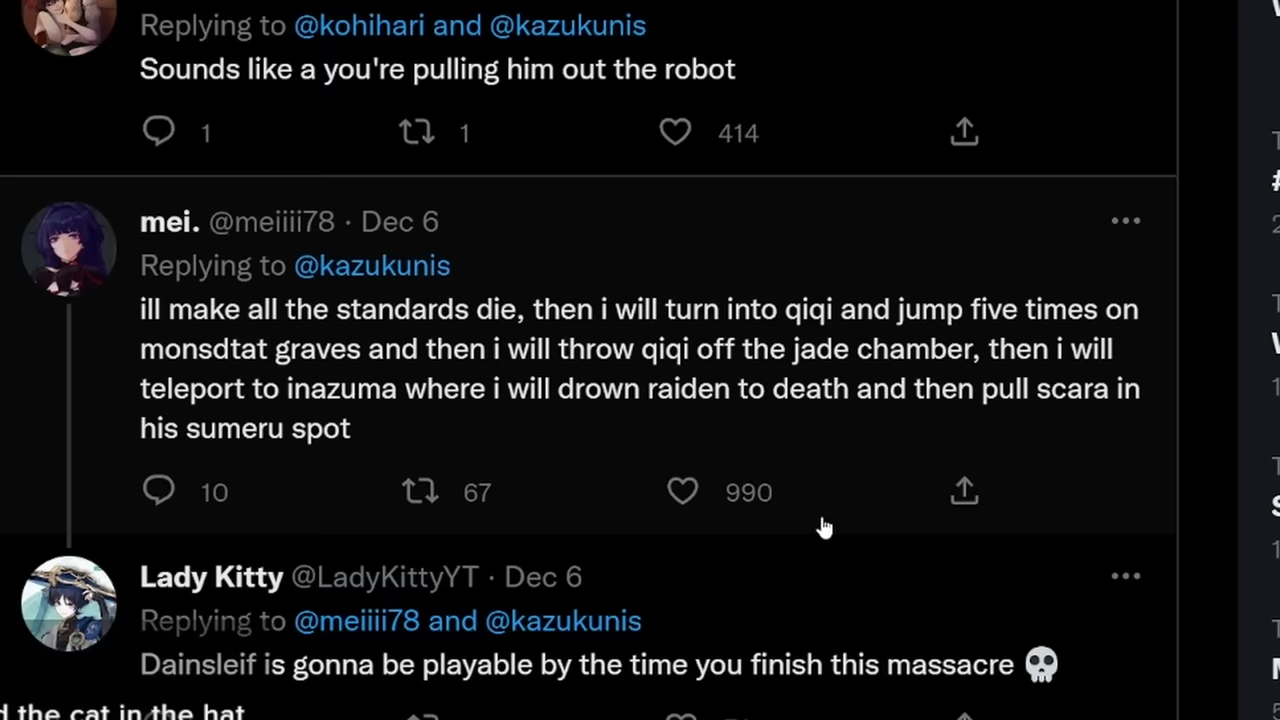 Replying to @kohihari and @kazukunis
Sounds like a you're pulling him out the robot
1 1 414
mei. @meiiii78 · Dec 6
Replying to @kazukunis
ill make all the standards die, then i will turn into qiqi and jump five times on
monsdtat graves and then i will throw qiqi off the jade chamber, then i will
teleport to inazuma where i will drown raiden to death and then pull scara in
his sumeru spot
10 67 990
Lady Kitty @LadyKittyYT · Dec 6
Replying to @meiiii78 and @kazukunis
Dainsleif is gonna be playable by the time you finish this massacre 💀
the cat in the hat